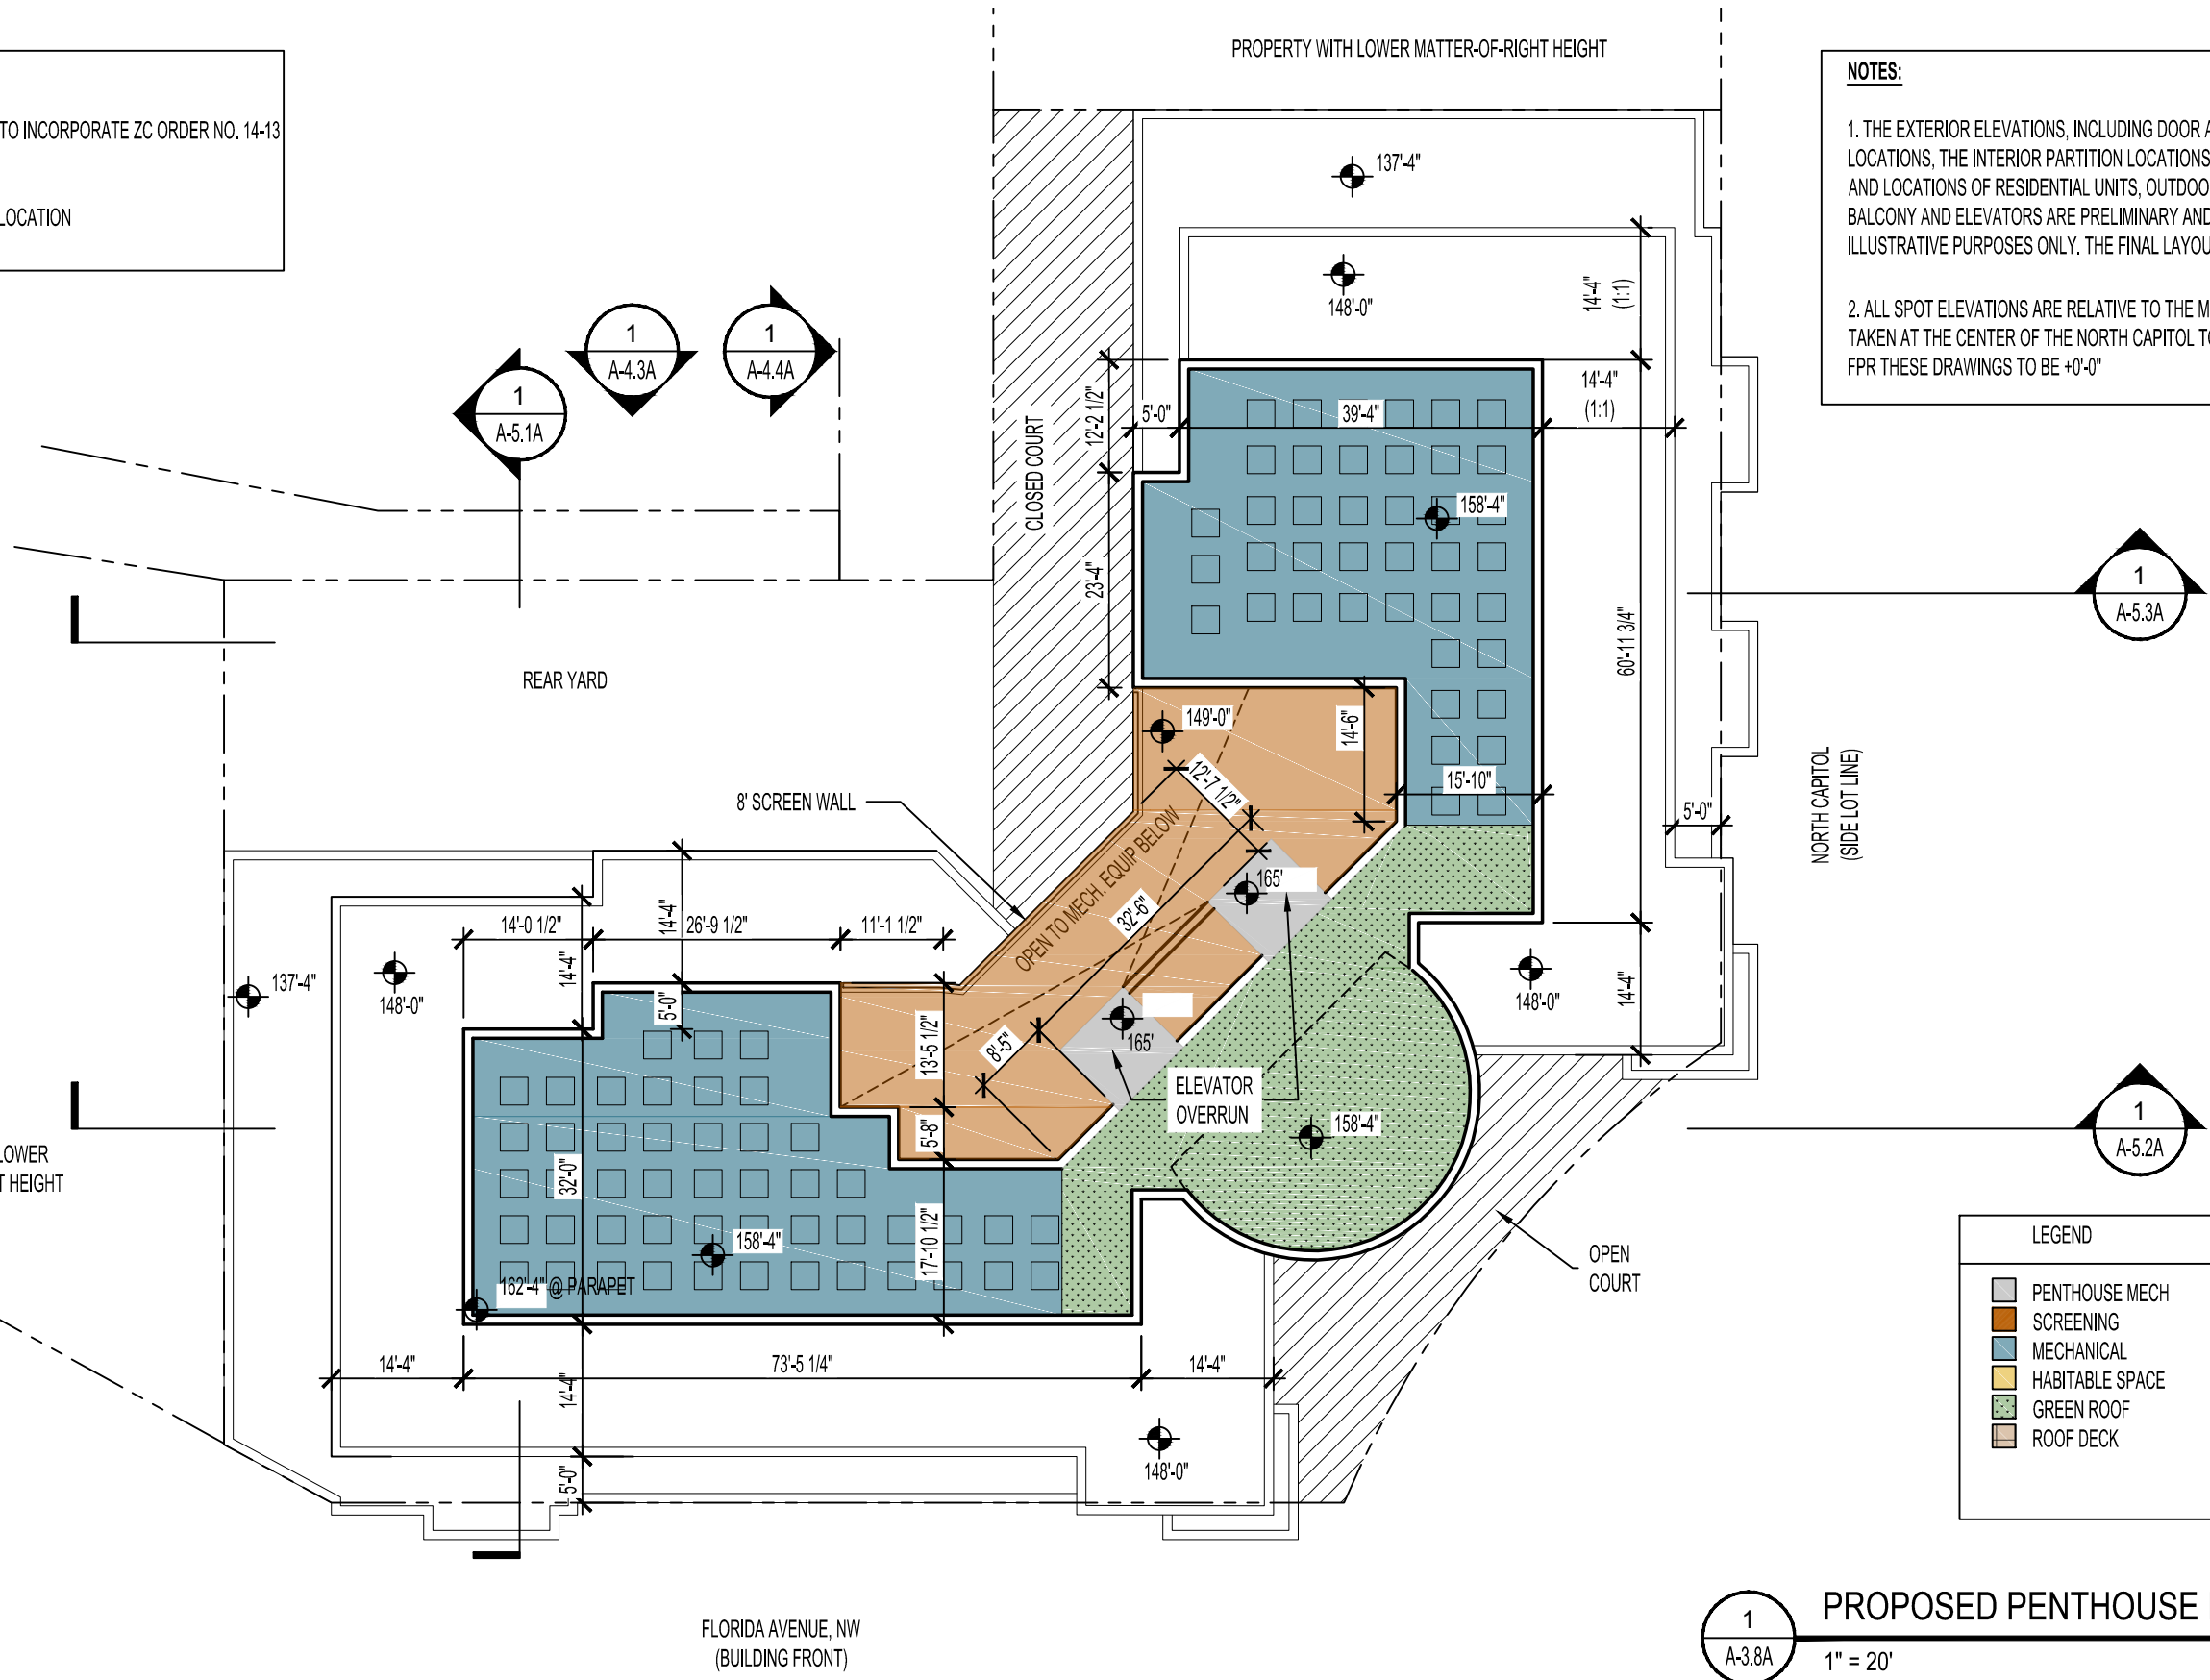 TO INCORPORATE ZC ORDER NO. 14-13
LOCATION
PROPERTY WITH LOWER MATTER-OF-RIGHT HEIGHT
NOTES:
1. THE EXTERIOR ELEVATIONS, INCLUDING DOOR
LOCATIONS, THE INTERIOR PARTITION LOCATIONS
AND LOCATIONS OF RESIDENTIAL UNITS,
BALCONY AND ELEVATORS ARE PRELIMINARY AND
ILLUSTRATIVE PURPOSES ONLY. THE FINAL
2. ALL SPOT ELEVATIONS ARE RELATIVE TO THE
TAKEN AT THE CENTER OF THE NORTH CAPITOL
FPR THESE DRAWINGS TO BE +0'-0"
137'-4"
148'-0"
14'-4"
(1:1)
1
A-4.3A
1
A-4.4A
1
A-5.1A
CLOSED COURT
12'-2 1/2"
5'-0"
39'-4"
14'-4"
(1:1)
158'-4"
23'-4"
60'-11 3/4"
1
A-5.3A
REAR YARD
149'-0"
14'-6"
12'-7 1/2"
15'-10"
5'-0"
NORTH CAPITOL
(SIDE LOT LINE)
8' SCREEN WALL
OPEN TO MECH. EQUIP BELOW
165'
32'-6"
14'-0 1/2"
14'-4"
26'-9 1/2"
11'-1 1/2"
137'-4"
148'-0"
14'-4"
5'-0"
148'-0"
14'-4"
165'
8'-5"
13'-5 1/2"
ELEVATOR
OVERRUN
158'-4"
1
A-5.2A
LOWER
T HEIGHT
5'-8"
32'-0"
17'-10 1/2"
158'-4"
162'-4" @ PARAPET
OPEN
COURT
14'-4"
73'-5 1/4"
14'-4"
14'-4"
148'-0"
5'-0"
LEGEND
PENTHOUSE MECH
SCREENING
MECHANICAL
HABITABLE SPACE
GREEN ROOF
ROOF DECK
FLORIDA AVENUE, NW
(BUILDING FRONT)
1
A-3.8A
PROPOSED PENTHOUSE
1" = 20'